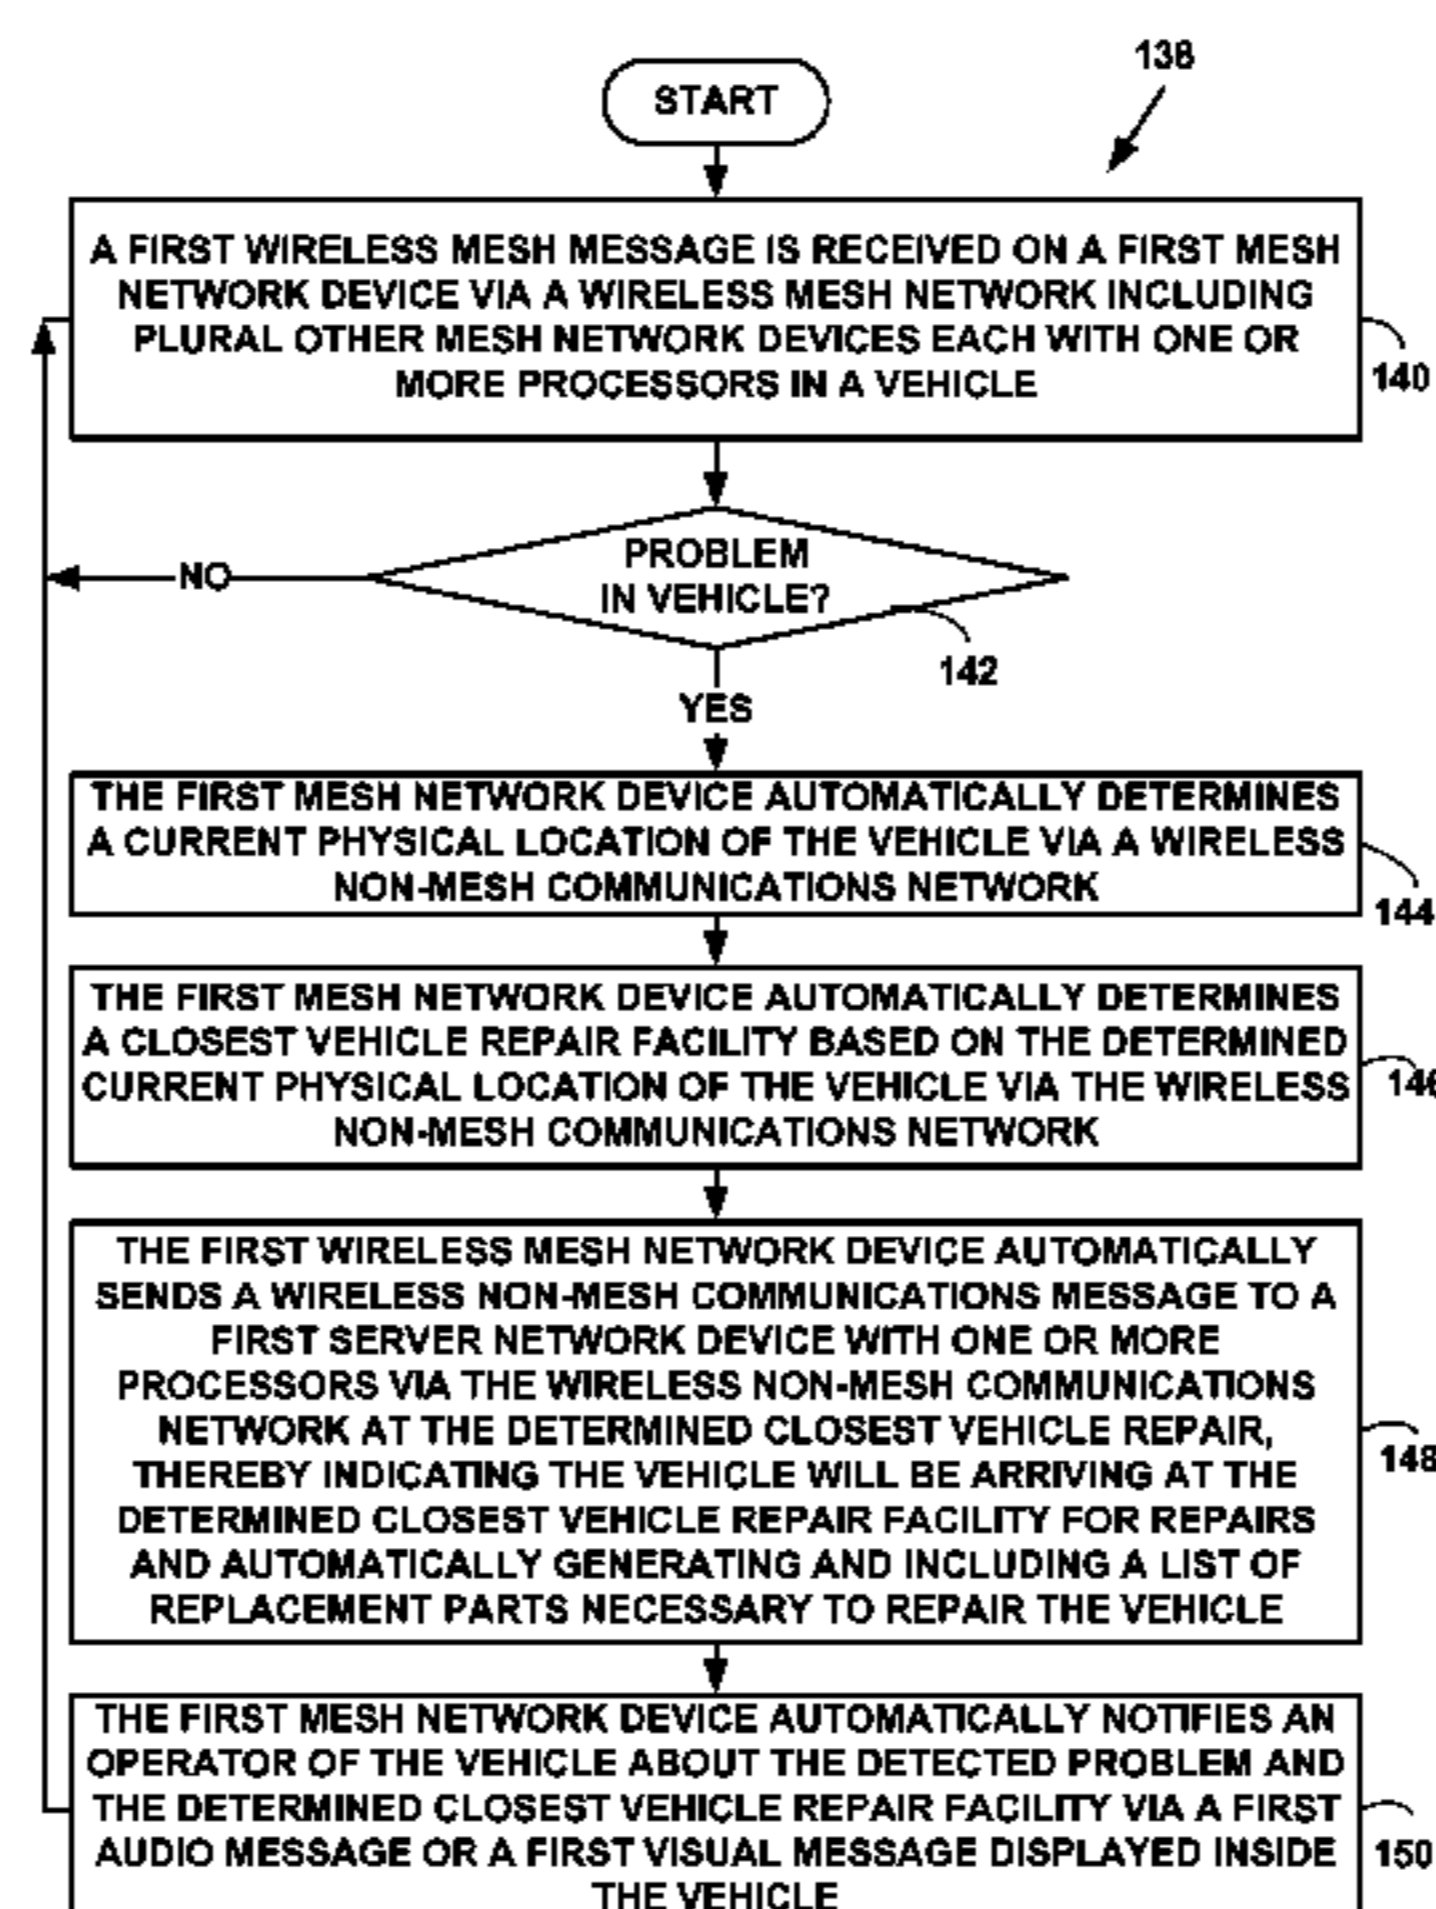 138
START
A FIRST WIRELESS MESH MESSAGE IS RECEIVED ON A FIRST MESH
NETWORK DEVICE VIA A WIRELESS MESH NETWORK INCLUDING
PLURAL OTHER MESH NETWORK DEVICES EACH WITH ONE OR
MORE PROCESSORS IN A VEHICLE
140
PROBLEM
IN VEHICLE?
NO
142
YES
THE FIRST MESH NETWORK DEVICE AUTOMATICALLY DETERMINES
A CURRENT PHYSICAL LOCATION OF THE VEHICLE VIA A WIRELESS
NON-MESH COMMUNICATIONS NETWORK
144
THE FIRST MESH NETWORK DEVICE AUTOMATICALLY DETERMINES
A CLOSEST VEHICLE REPAIR FACILITY BASED ON THE DETERMINED
CURRENT PHYSICAL LOCATION OF THE VEHICLE VIA THE WIRELESS
NON-MESH COMMUNICATIONS NETWORK
146
THE FIRST WIRELESS MESH NETWORK DEVICE AUTOMATICALLY
SENDS A WIRELESS NON-MESH COMMUNICATIONS MESSAGE TO A
FIRST SERVER NETWORK DEVICE WITH ONE OR MORE
PROCESSORS VIA THE WIRELESS NON-MESH COMMUNICATIONS
NETWORK AT THE DETERMINED CLOSEST VEHICLE REPAIR,
THEREBY INDICATING THE VEHICLE WILL BE ARRIVING AT THE
DETERMINED CLOSEST VEHICLE REPAIR FACILITY FOR REPAIRS
AND AUTOMATICALLY GENERATING AND INCLUDING A LIST OF
REPLACEMENT PARTS NECESSARY TO REPAIR THE VEHICLE
148
THE FIRST MESH NETWORK DEVICE AUTOMATICALLY NOTIFIES AN
OPERATOR OF THE VEHICLE ABOUT THE DETECTED PROBLEM AND
THE DETERMINED CLOSEST VEHICLE REPAIR FACILITY VIA A FIRST
AUDIO MESSAGE OR A FIRST VISUAL MESSAGE DISPLAYED INSIDE
THE VEHICLE
150